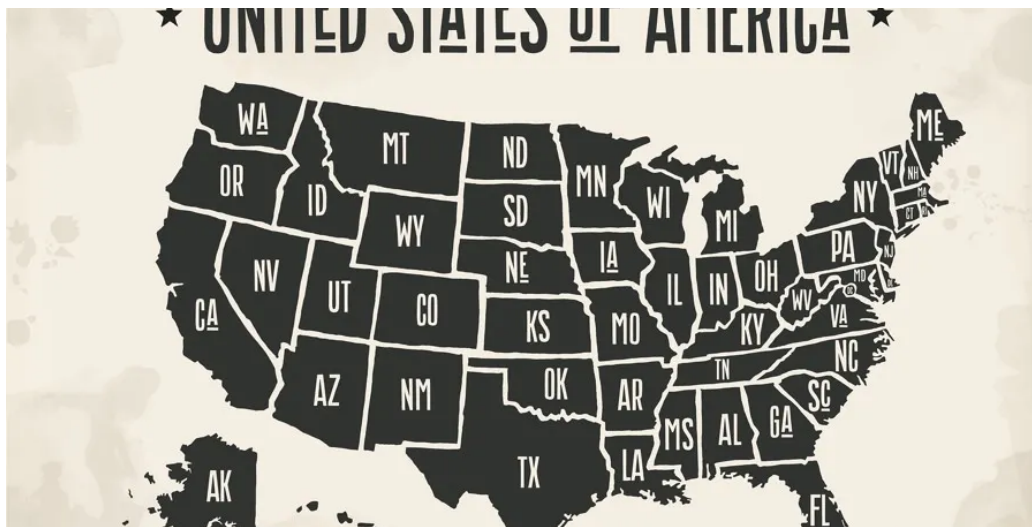 ★ UNITED STATES OF AMERICA ★
WA
MT
ND
MN
ME
OR
ID
SD
WI
MI
VT
NH
NY
MA
CT
WY
IA
NE
PA
NJ
NV
UT
CO
KS
MO
IL
IN
OH
WV
MD
DC
VA
CA
KY
AZ
NM
OK
AR
TN
NC
SC
MS
AL
GA
TX
LA
AK
FL